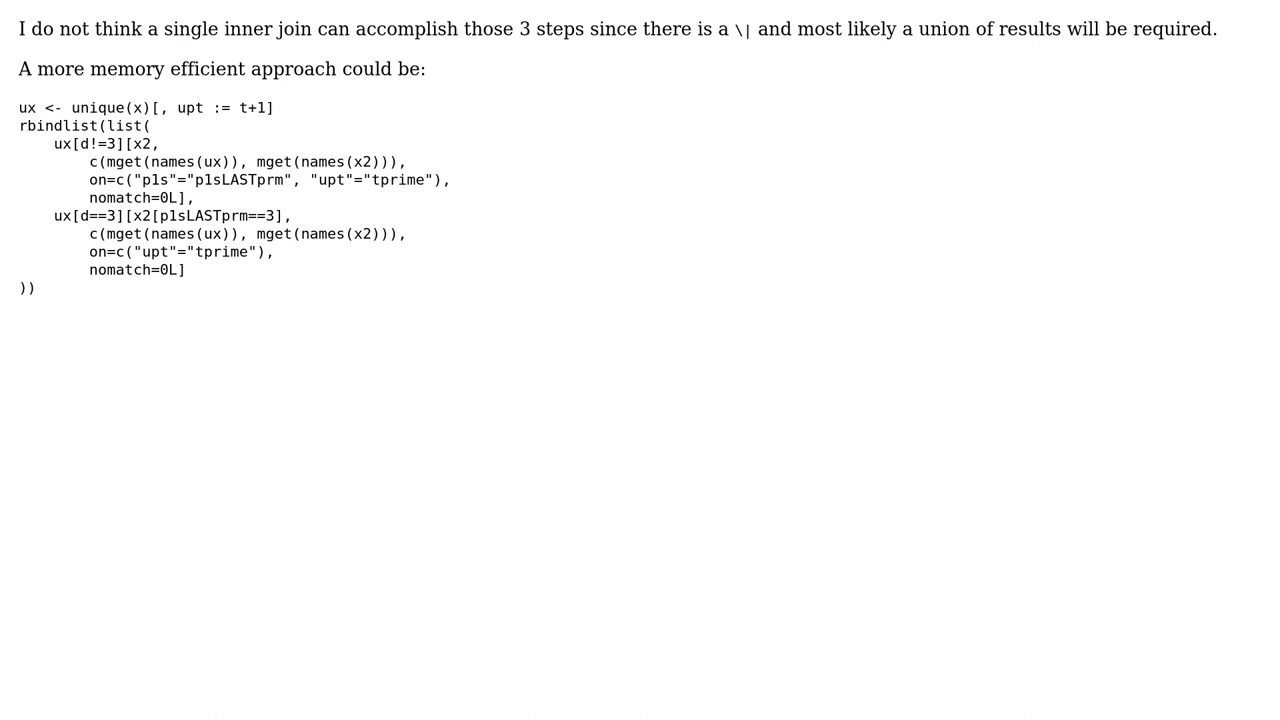 I do not think a single inner join can accomplish those 3 steps since there is a \| and most likely a union of results will be required.
A more memory efficient approach could be:
ux <- unique(x)[, upt := t+1]
rbindlist(list(
    ux[d!=3][x2,
        c(mget(names(ux)), mget(names(x2))),
        on=c("p1s"="p1sLASTprm", "upt"="tprime"),
        nomatch=0L],
    ux[d==3][x2[p1sLASTprm==3],
        c(mget(names(ux)), mget(names(x2))),
        on=c("upt"="tprime"),
        nomatch=0L]
))